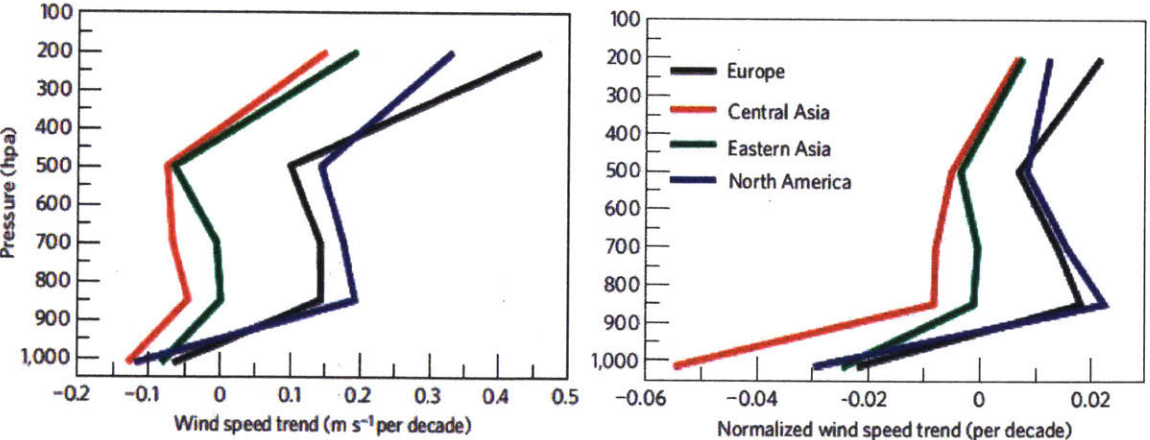 100
200
300
400
500
600
700
800
900
1,000
Pressure (hpa)
−0.2 −0.1 0 0.1 0.2 0.3 0.4 0.5
Wind speed trend (m s⁻¹ per decade)
100
200
300
400
500
600
700
800
900
1,000
Europe
Central Asia
Eastern Asia
North America
−0.06 −0.04 −0.02 0 0.02
Normalized wind speed trend (per decade)